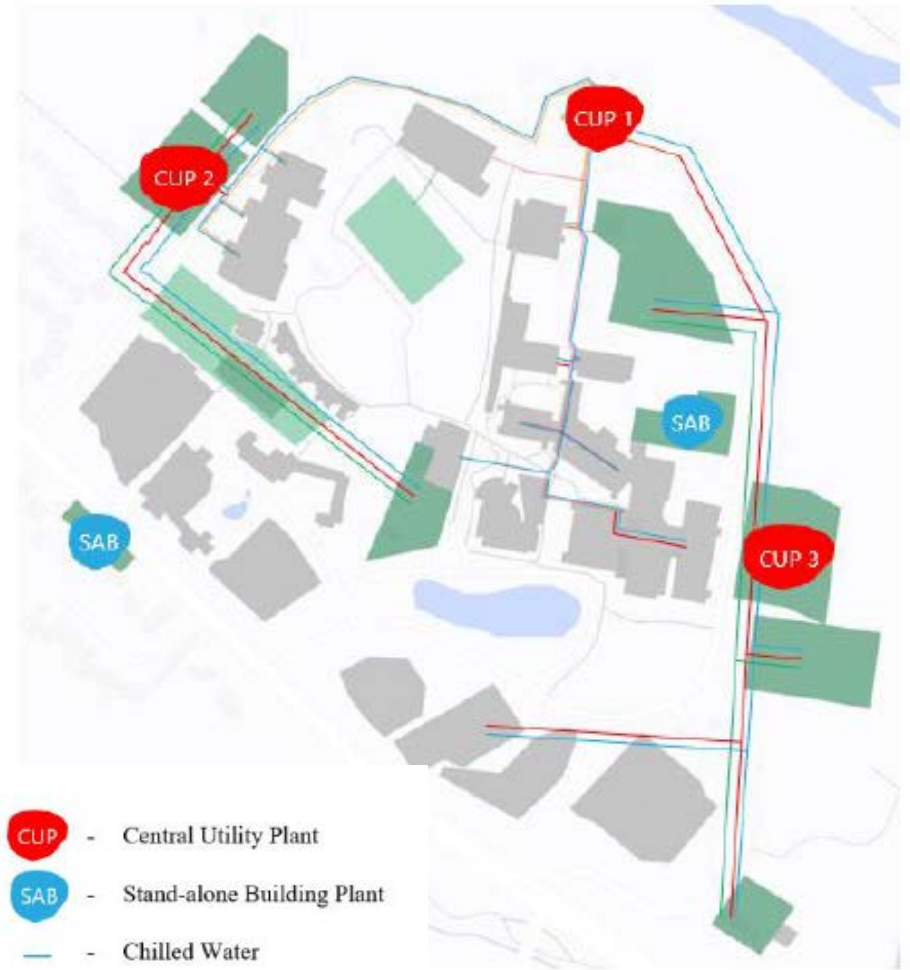 CUP 1
CUP 2
SAB
SAB
CUP 3
CUP - Central Utility Plant
SAB - Stand-alone Building Plant
- Chilled Water